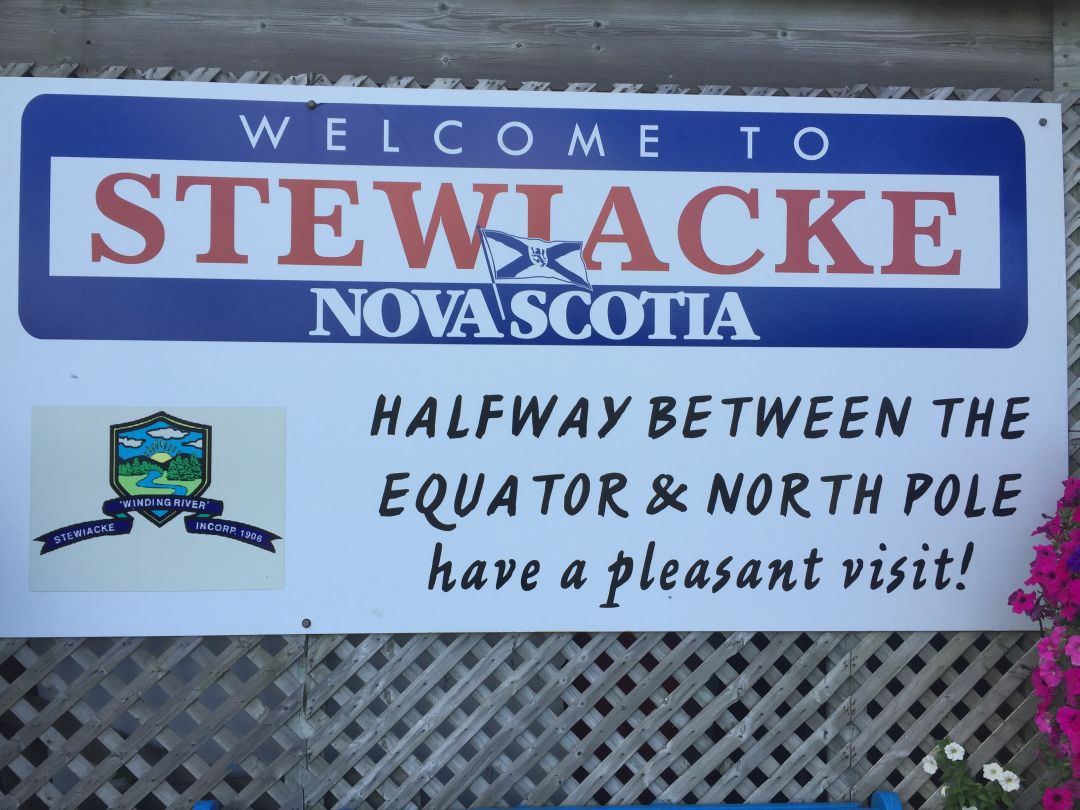 WELCOME TO
STEWIACKE
NOVA SCOTIA
HALFWAY BETWEEN THE
EQUATOR & NORTH POLE
have a pleasant visit!
'WINDING RIVER'
STEWIACKE INCORP. 1906